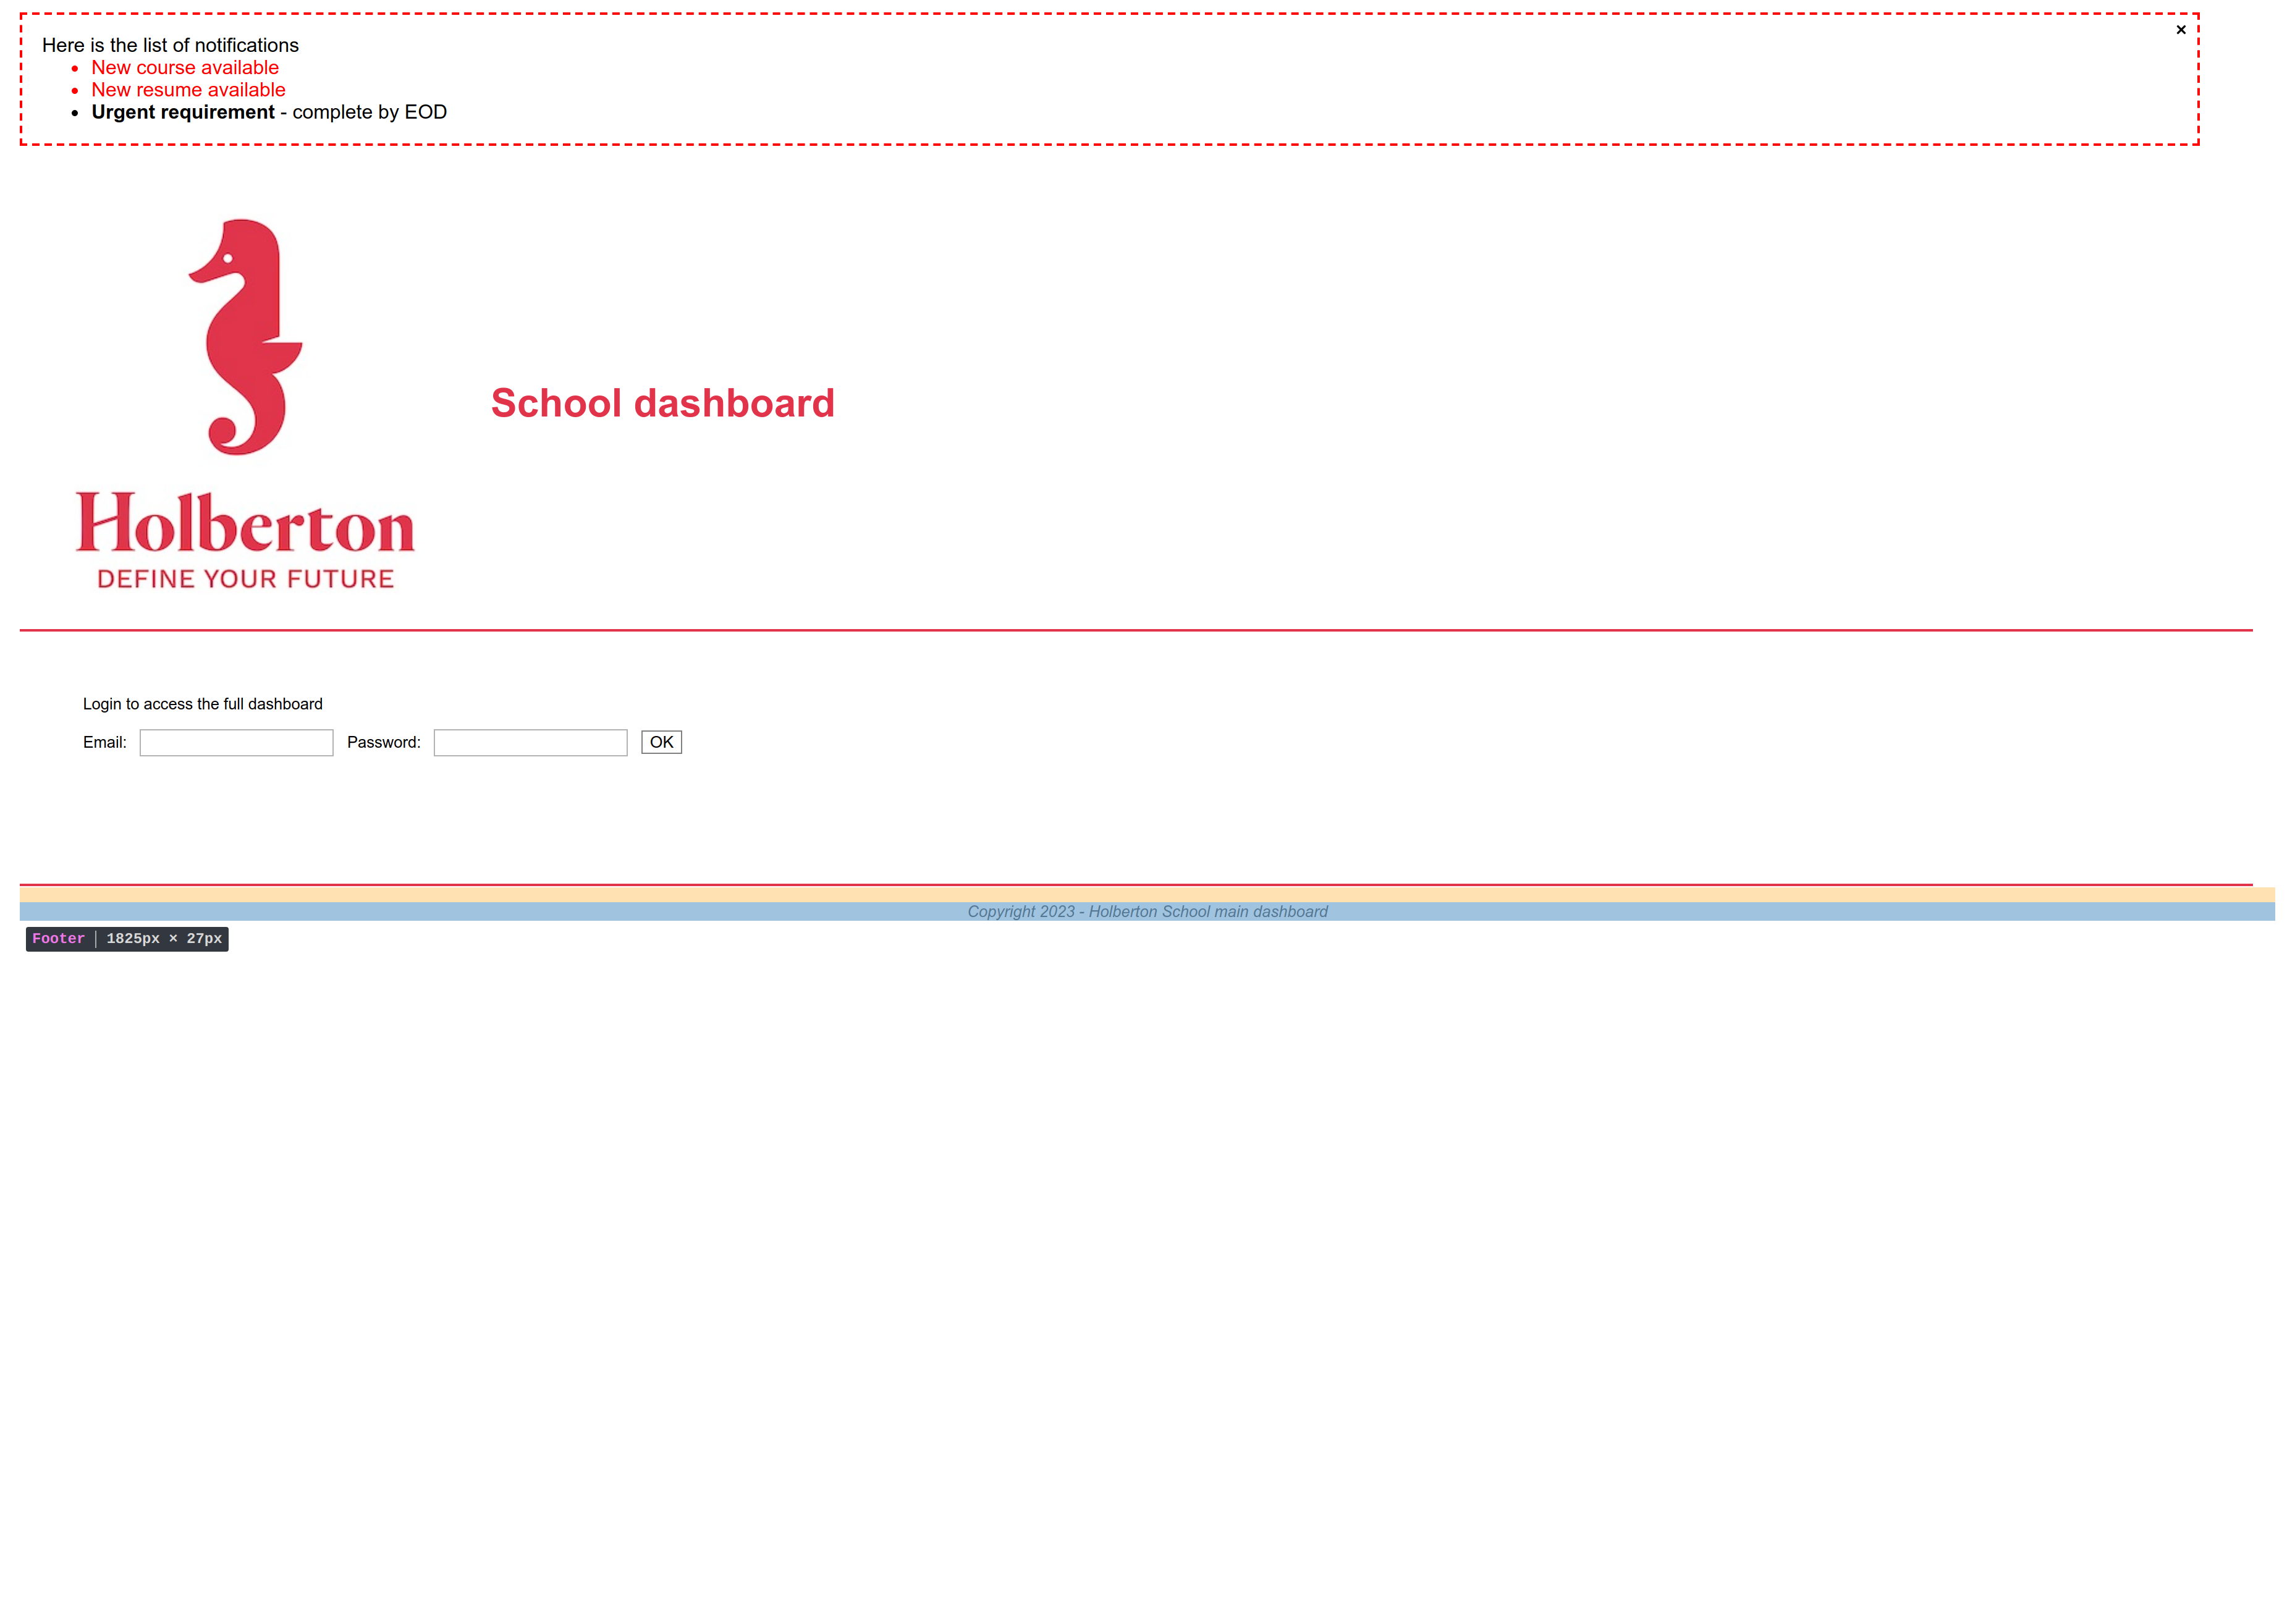 Here is the list of notifications
×
New course available
New resume available
Urgent requirement - complete by EOD
School dashboard
Holberton
DEFINE YOUR FUTURE
Login to access the full dashboard
Email: Password: OK
Copyright 2023 - Holberton School main dashboard
Footer | 1825px × 27px